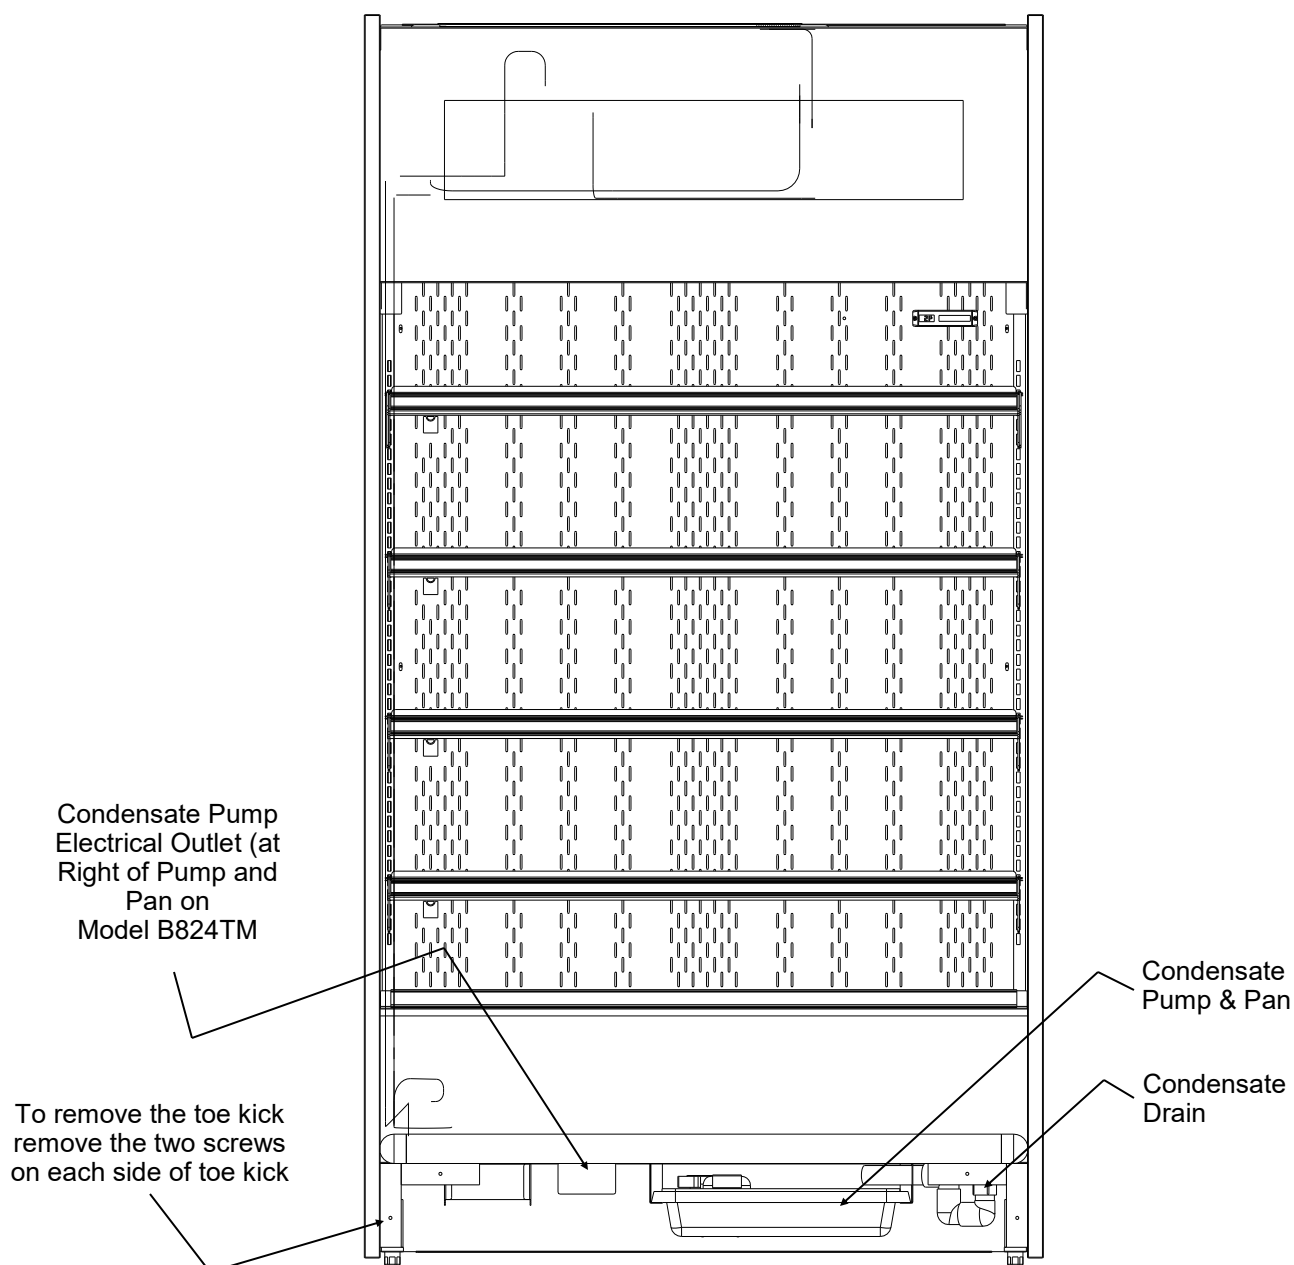 Condensate Pump
Electrical Outlet (at
Right of Pump and
Pan on
Model B824TM
Condensate
Pump & Pan
Condensate
Drain
To remove the toe kick
remove the two screws
on each side of toe kick